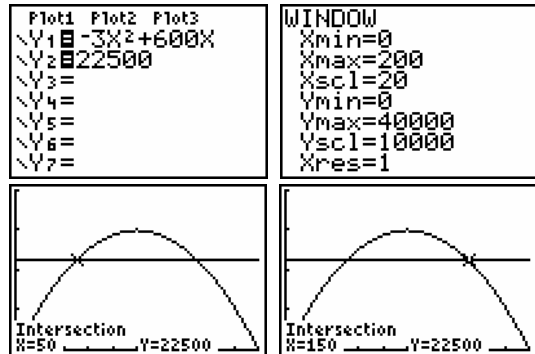 Plot1 Plot2 Plot3
\Y1=-3X²+600X
\Y2=22500
\Y3=
\Y4=
\Y5=
\Y6=
\Y7=
WINDOW
Xmin=0
Xmax=200
Xscl=20
Ymin=0
Ymax=40000
Yscl=10000
Xres=1
Intersection
X=50 Y=22500
Intersection
X=150 Y=22500